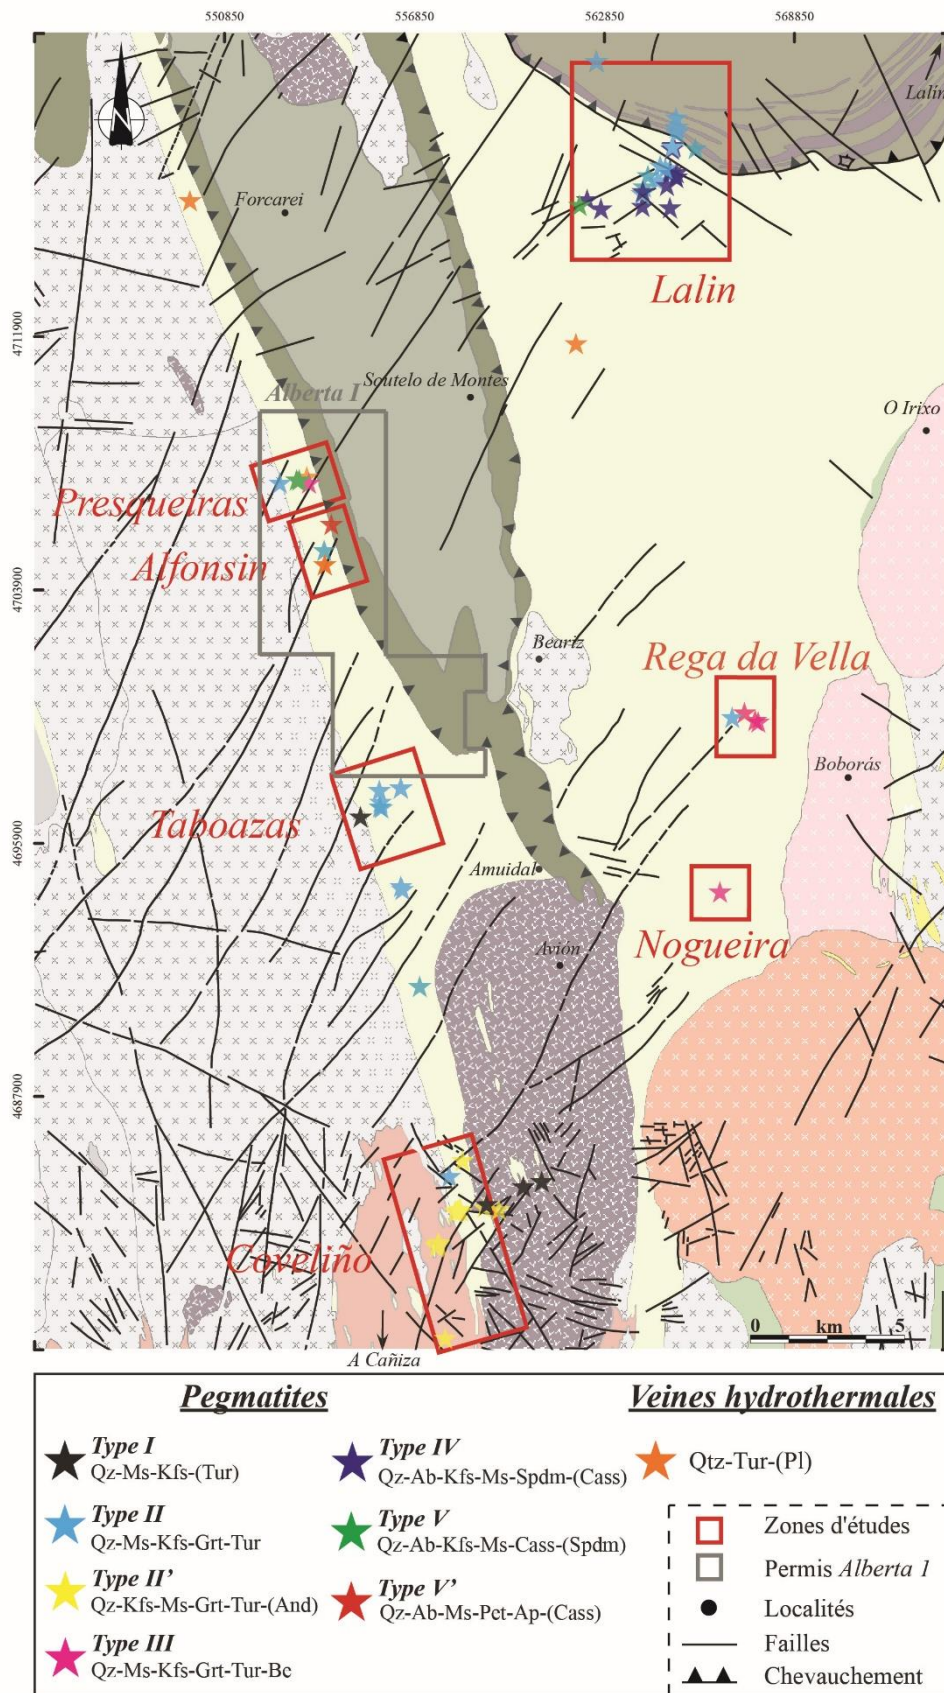 550850 556850 562850 568850
Lalín
Forcarei
Lalin
4711900
Soutelo de Montes
Alberta I
O Irixo
Presqueiras
Alfonsin
4703900
Beariz
Rega da Vella
Boborás
Taboazas
4695900
Amuidal
Nogueira
Avión
4687900
Coveliño
0 km 5
A Cañiza
Pegmatites
Veines hydrothermales
Type I
Qz-Ms-Kfs-(Tur)
Type IV
Qz-Ab-Kfs-Ms-Spdm-(Cass)
Qtz-Tur-(Pl)
Type II
Qz-Ms-Kfs-Grt-Tur
Type V
Qz-Ab-Kfs-Ms-Cass-(Spdm)
Type II'
Qz-Kfs-Ms-Grt-Tur-(And)
Type V’
Qz-Ab-Ms-Pet-Ap-(Cass)
Type III
Qz-Ms-Kfs-Grt-Tur-Bc
Zones d'études
Permis Alberta 1
Localités
Failles
Chevauchement
N